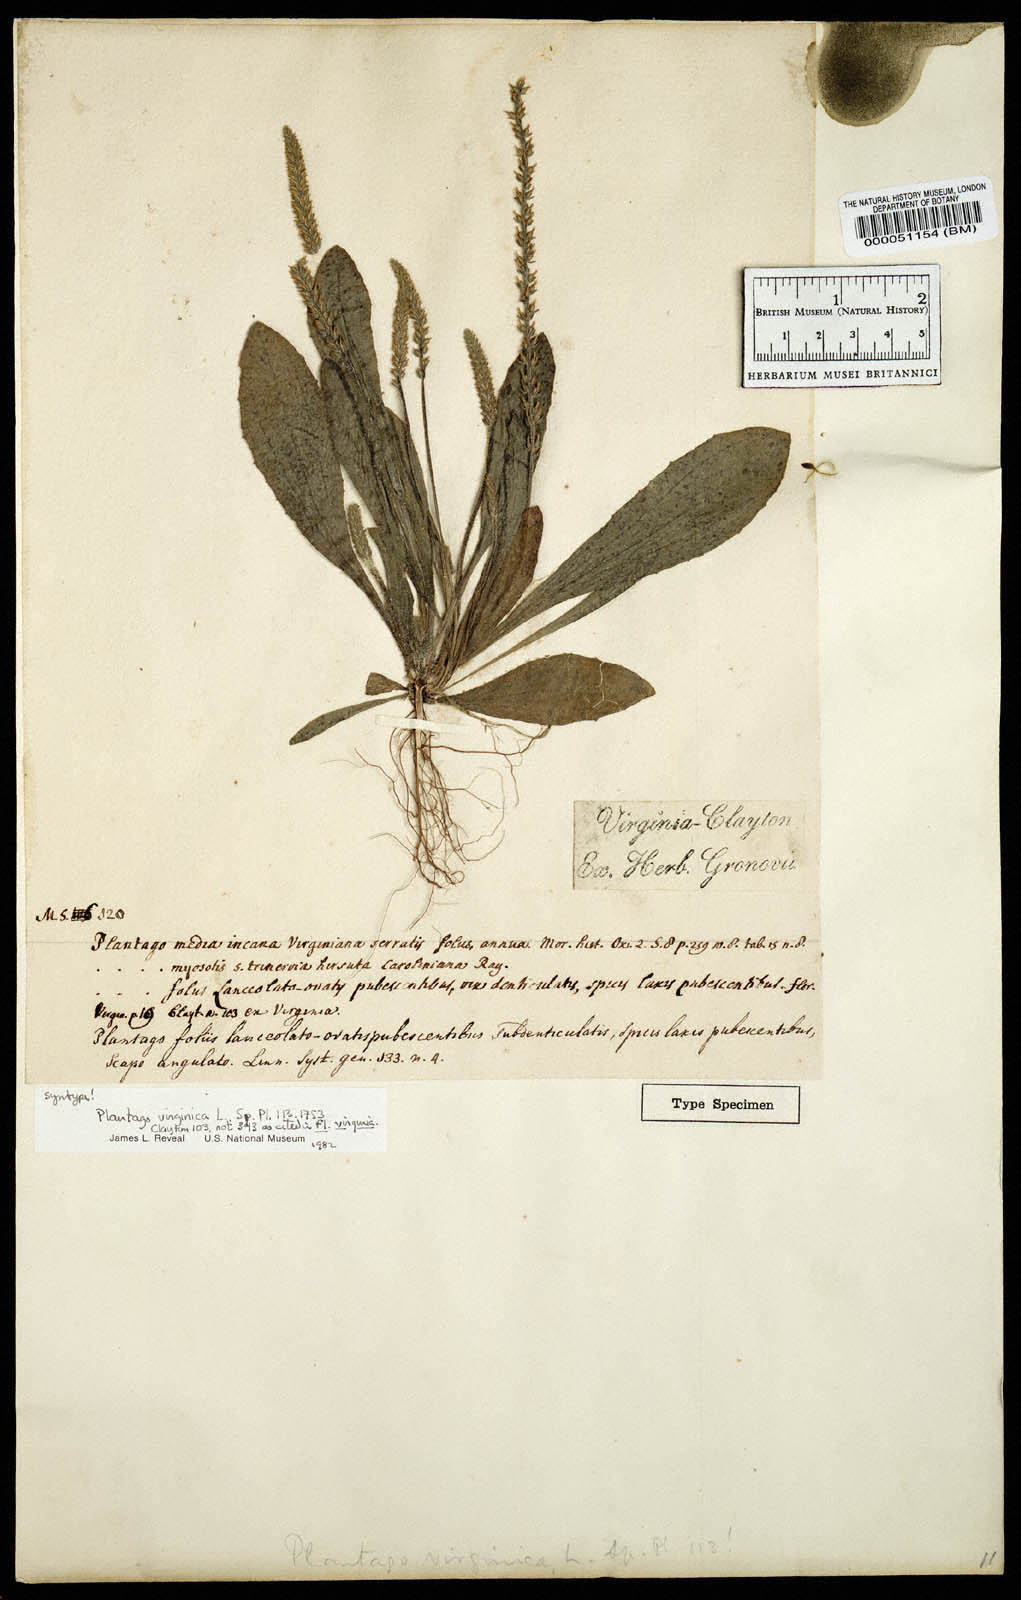 THE NATURAL HISTORY MUSEUM, LONDON
DEPARTMENT OF BOTANY
000051154 (BM)
1 2
BRITISH MUSEUM (NATURAL HISTORY)
1 2 3 4 5
HERBARIUM MUSEI BRITANNICI
Virginia-Clayton
Ex. Herb. Gronovii
M.S. 320
Plantago media incana Virginiana serratis foliis, annua. Mor. hist. Oxi. 2. S. 8 p. 259 m. 8. tab. 15 n. 8.
. . . . myosotis s. trinervia hirsuta Caroliniana Ray.
. . . foliis Lanceolato-ovatis pubescentibus, vix denticulatis, spicis laxis pubescentibus. flor.
Virgin. p. 16 Clayt. n. 103 ex Virginia.
Plantago foliis lanceolato-ovatis pubescentibus subdenticulatis, spicis laxis pubescentibus,
Scapo angulato. Linn. Syst. gen. 133. n. 4.
syntype!
Plantago virginica L., Sp. Pl. 113. 1753
Clayton 103, not 343 as cited in Fl. virginic.
James L. Reveal U.S. National Museum
1982
Type Specimen
Plantago virginica L. Sp. Pl 113!
11